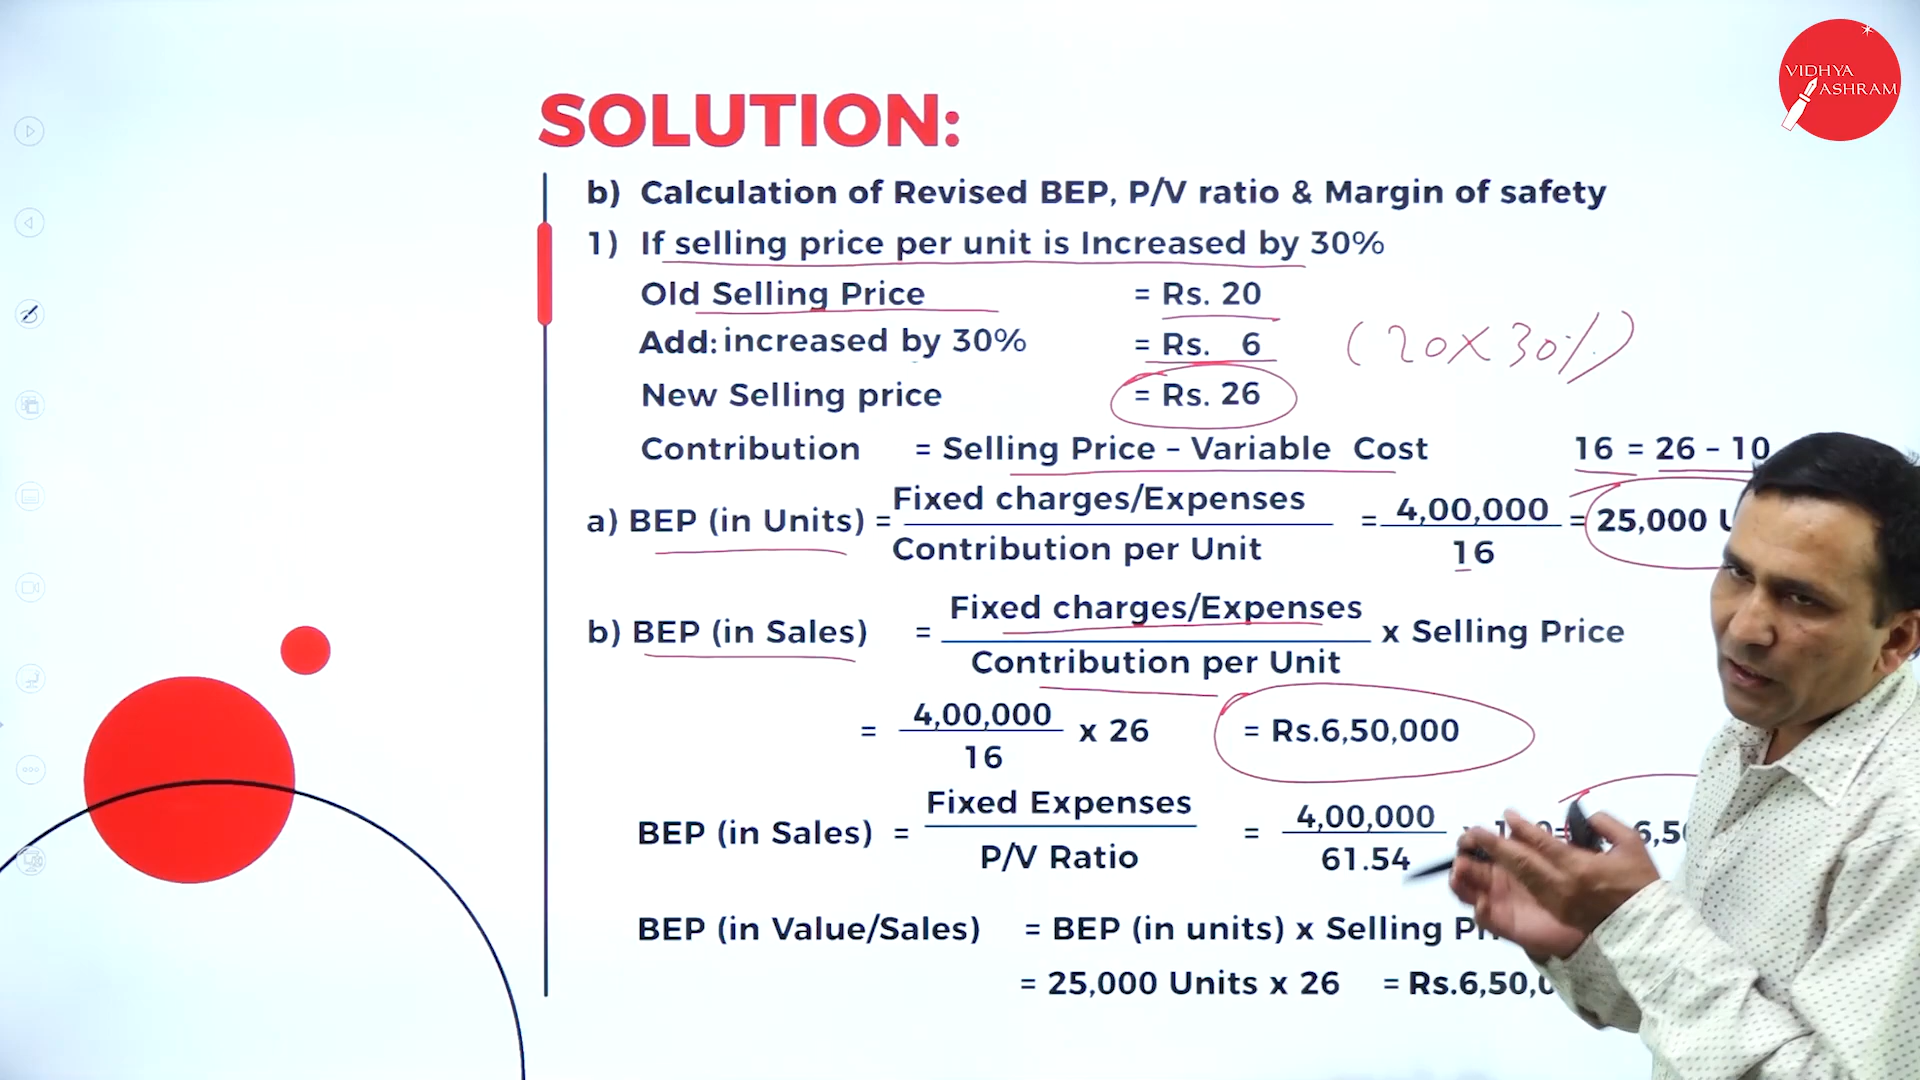 VIDHYA
ASHRAM
SOLUTION:
b) Calculation of Revised BEP, P/V ratio & Margin of safety
1) If selling price per unit is Increased by 30%
Old Selling Price = Rs. 20
Add: increased by 30% = Rs. 6 (20X30%)
New Selling price = Rs. 26
Contribution = Selling Price – Variable Cost 16 = 26 – 10
a) BEP (in Units) = Fixed charges/Expenses / Contribution per Unit = 4,00,000 / 16 = 25,000
b) BEP (in Sales) = Fixed charges/Expenses / Contribution per Unit x Selling Price
= 4,00,000 / 16 x 26 = Rs.6,50,000
BEP (in Sales) = Fixed Expenses / P/V Ratio = 4,00,000 / 61.54
BEP (in Value/Sales) = BEP (in units) x Selling
= 25,000 Units x 26 = Rs.6,50,